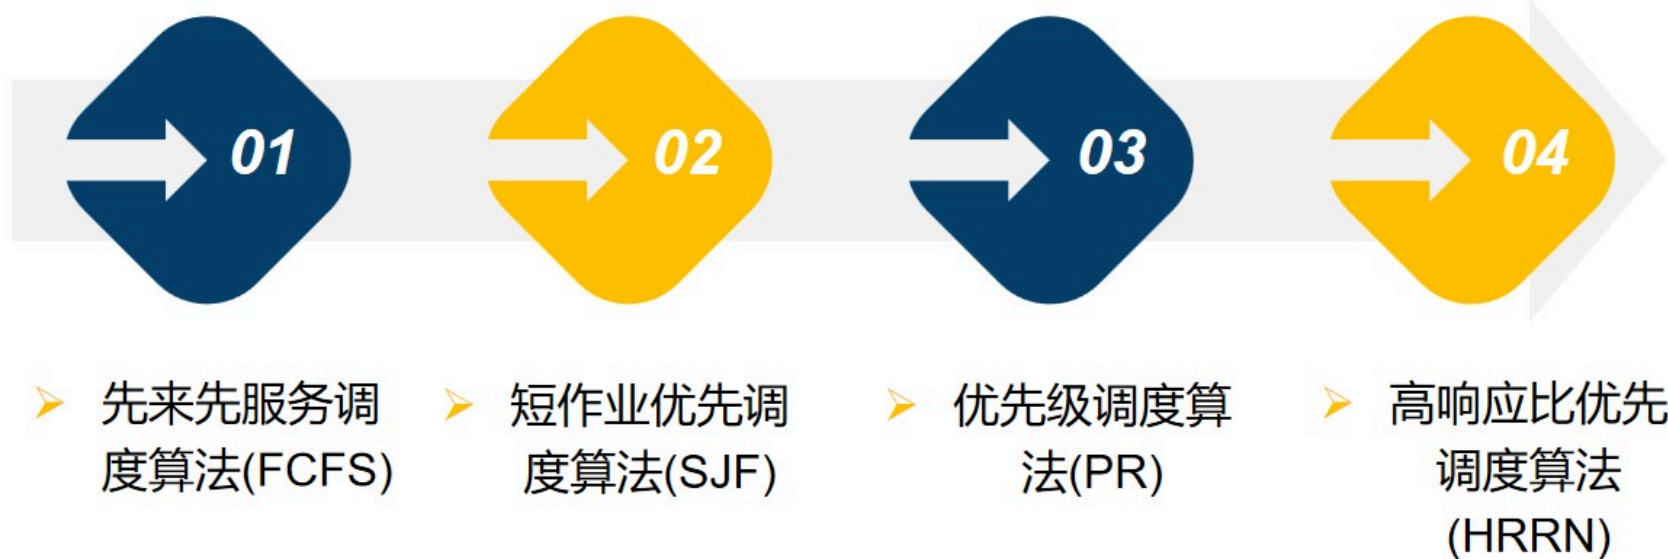 01
02
03
04
先来先服务调
度算法(FCFS)
短作业优先调
度算法(SJF)
优先级调度算
法(PR)
高响应比优先
调度算法
(HRRN)